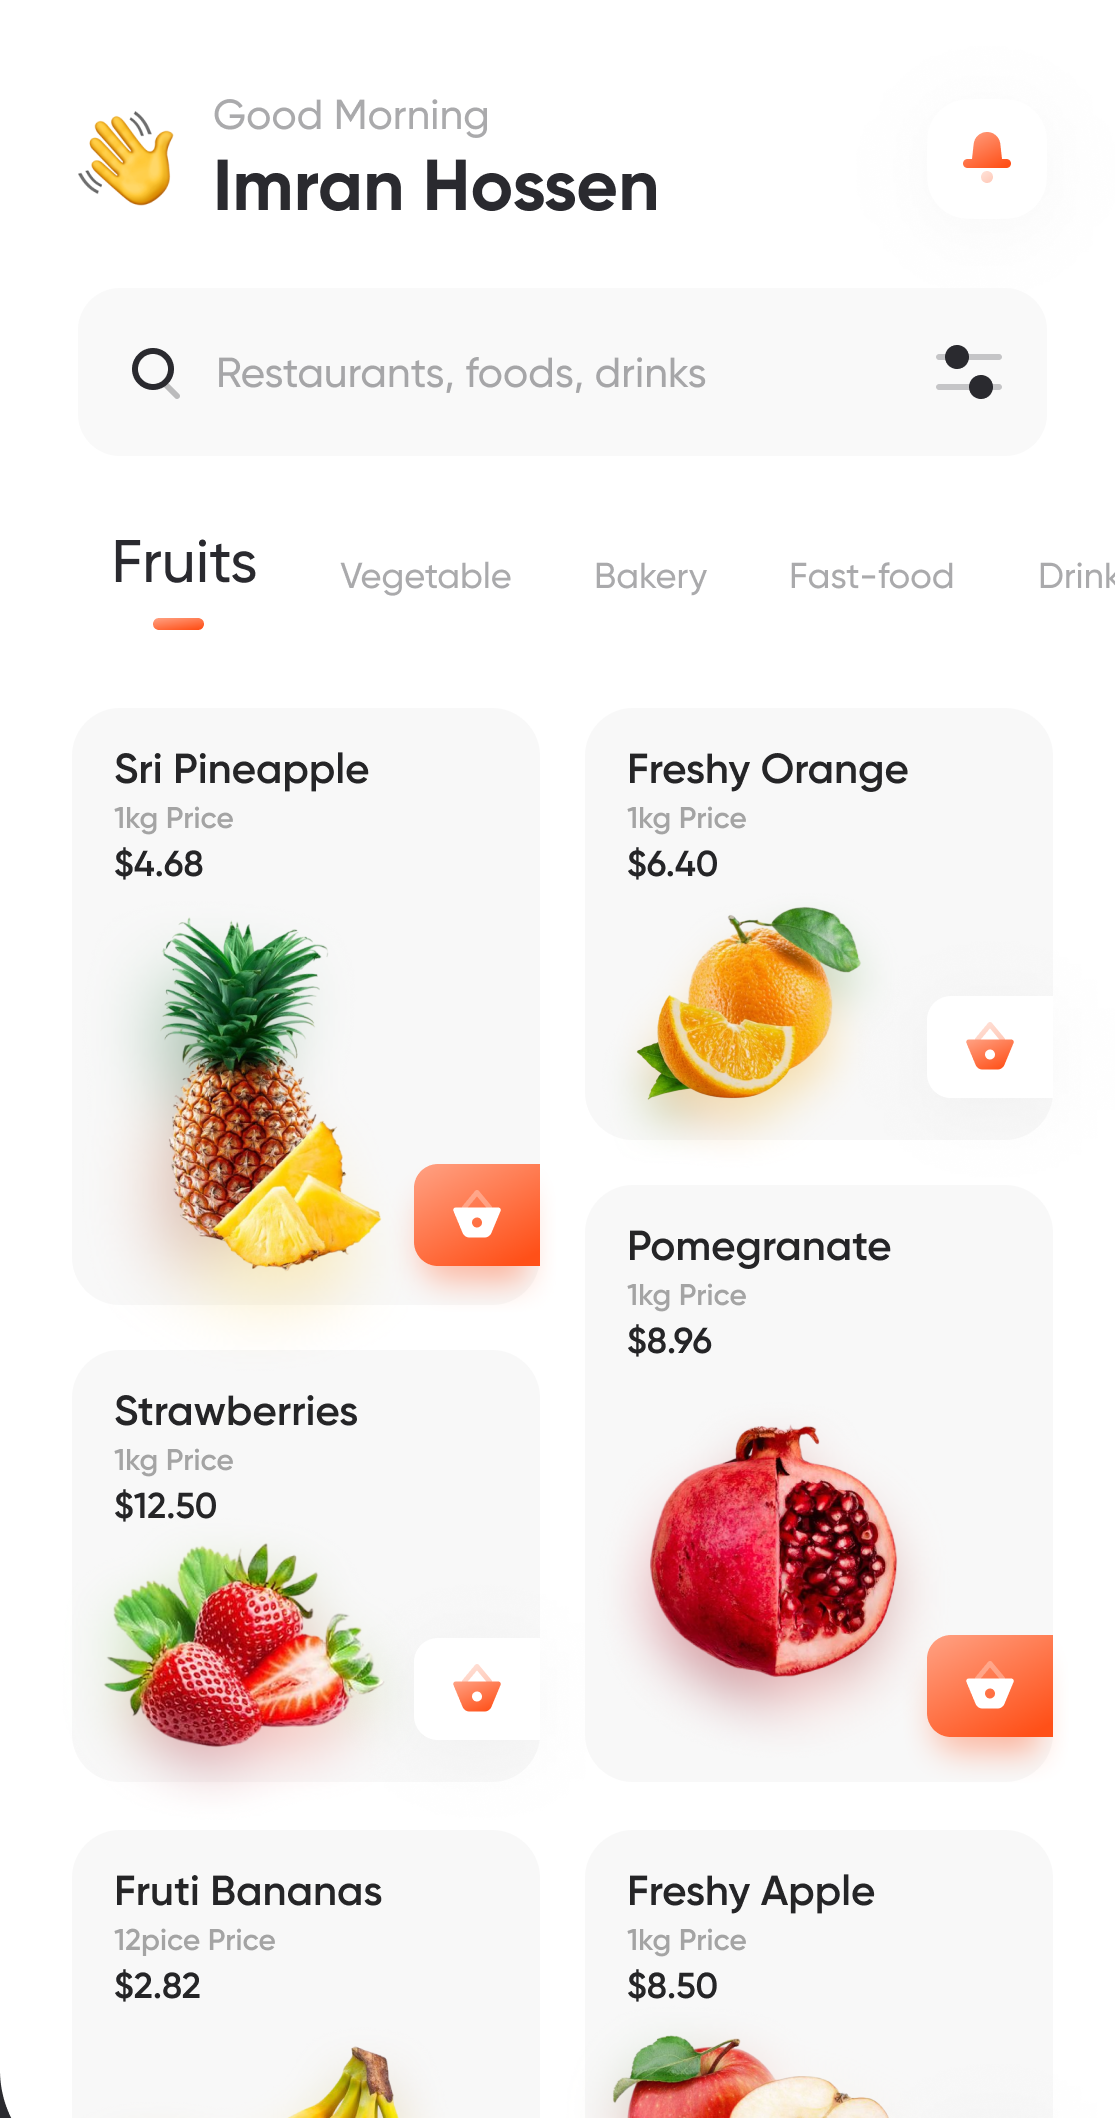 Good Morning
Imran Hossen
Restaurants, foods, drinks
Fruits
Vegetable
Bakery
Fast-food
Drink
Sri Pineapple
1kg Price
$4.68
Freshy Orange
1kg Price
$6.40
Pomegranate
1kg Price
$8.96
Strawberries
1kg Price
$12.50
Fruti Bananas
12pice Price
$2.82
Freshy Apple
1kg Price
$8.50